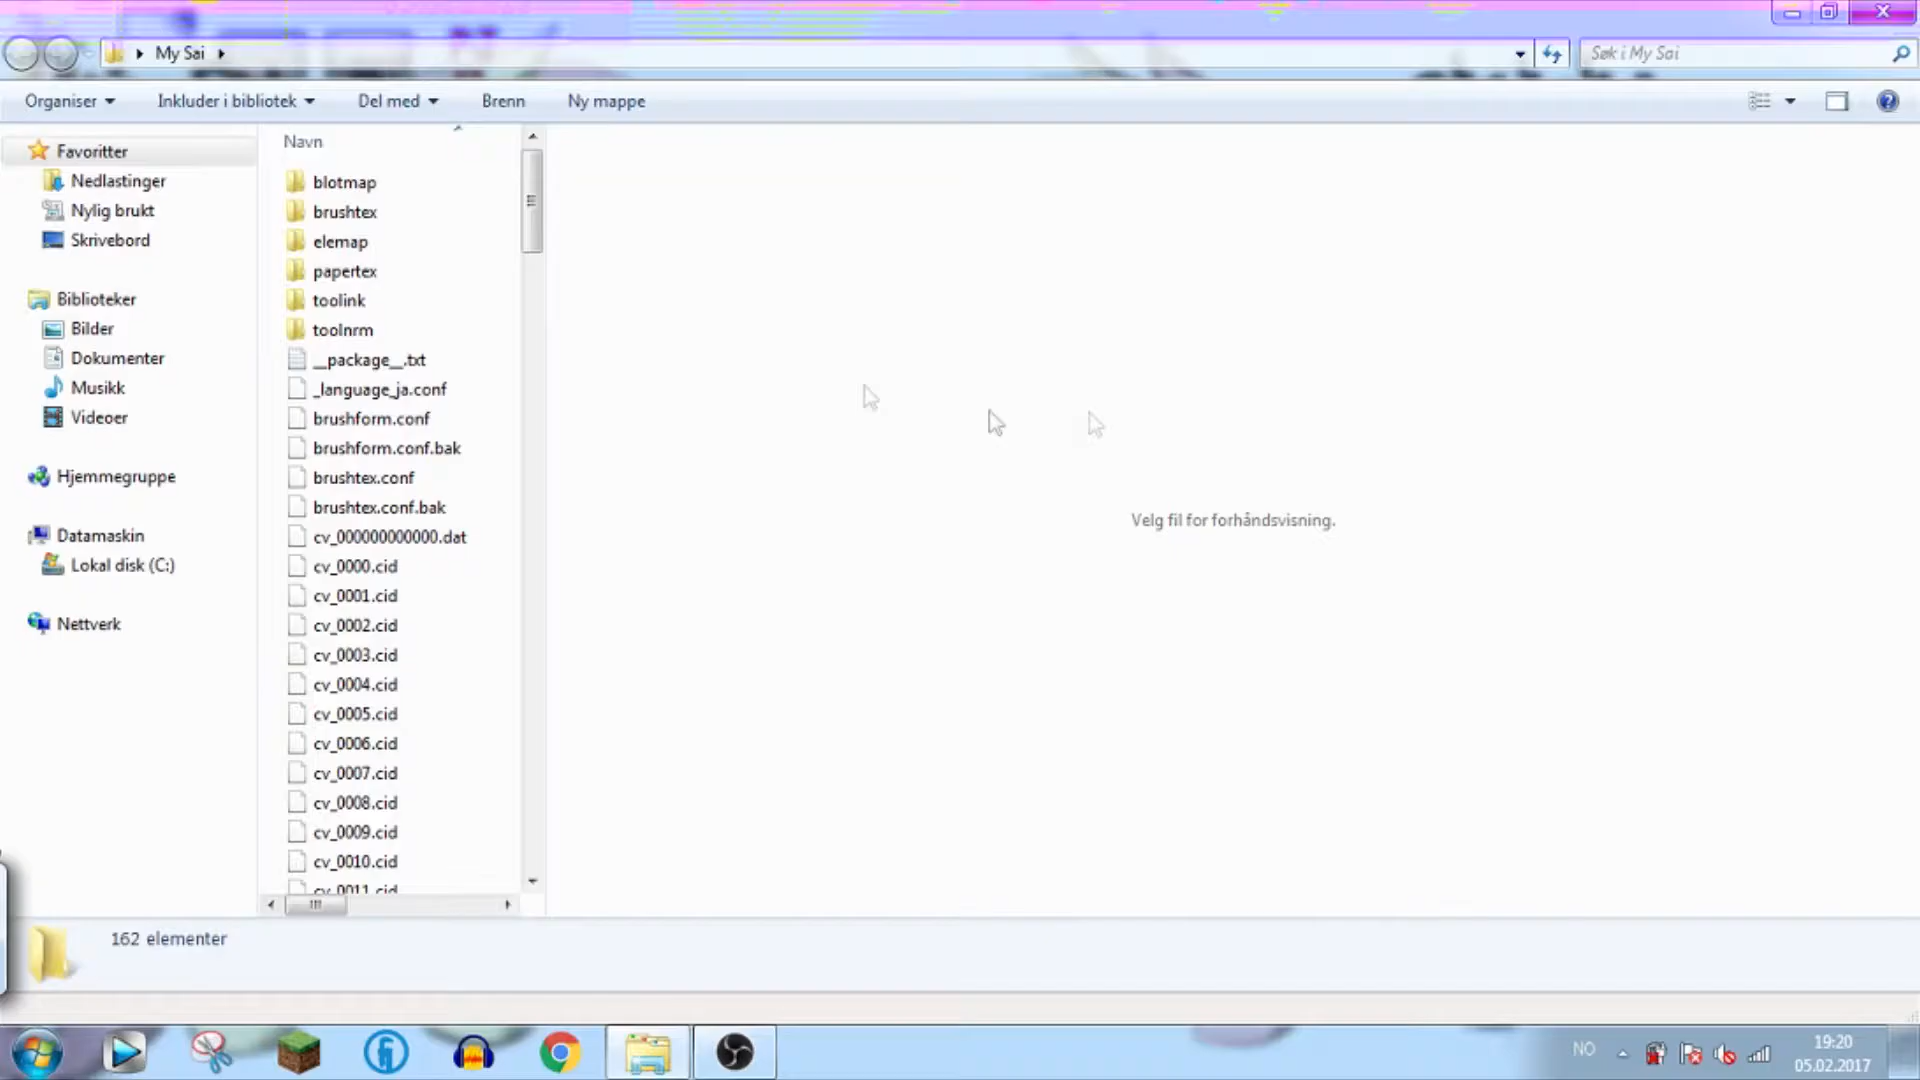 My Sai
Søk i My Sai
Organiser
Inkluder i bibliotek
Del med
Brenn
Ny mappe
Favoritter
Nedlastinger
Nylig brukt
Skrivebord
Biblioteker
Bilder
Dokumenter
Musikk
Videoer
Hjemmegruppe
Datamaskin
Lokal disk (C:)
Nettverk
Navn
blotmap
brushtex
elemap
papertex
toolink
toolnrm
__package__.txt
_language_ja.conf
brushform.conf
brushform.conf.bak
brushtex.conf
brushtex.conf.bak
cv_000000000000.dat
cv_0000.cid
cv_0001.cid
cv_0002.cid
cv_0003.cid
cv_0004.cid
cv_0005.cid
cv_0006.cid
cv_0007.cid
cv_0008.cid
cv_0009.cid
cv_0010.cid
cv_0011.cid
Velg fil for forhåndsvisning.
162 elementer
NO
19:20
05.02.2017